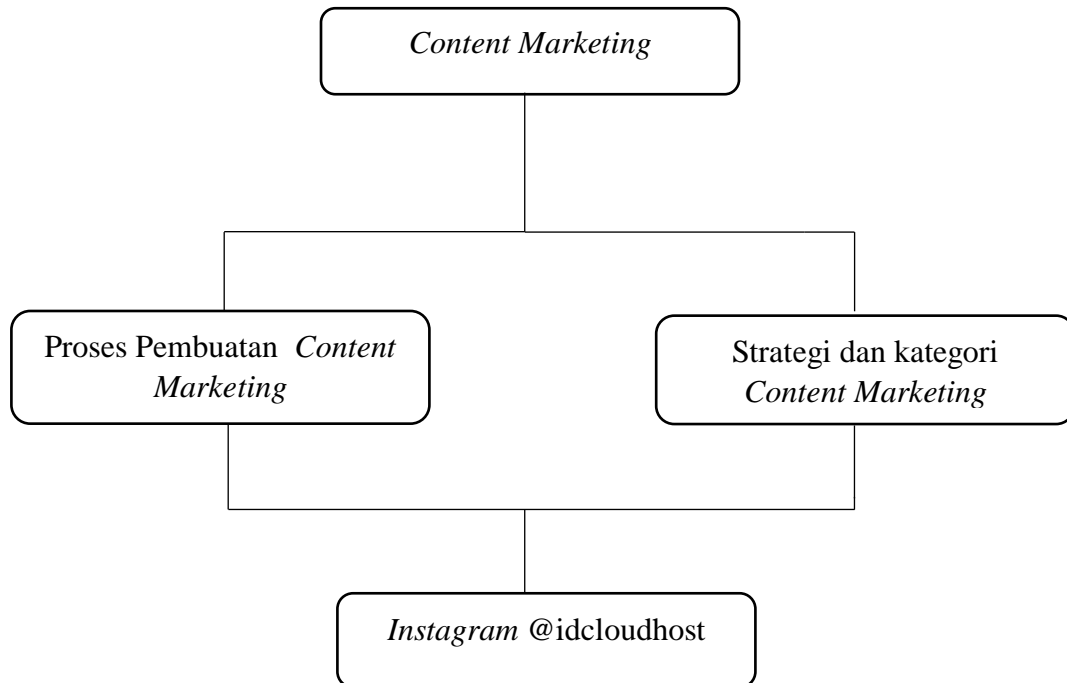 Content Marketing
Proses Pembuatan Content
Marketing
Strategi dan kategori
Content Marketing
Instagram @idcloudhost